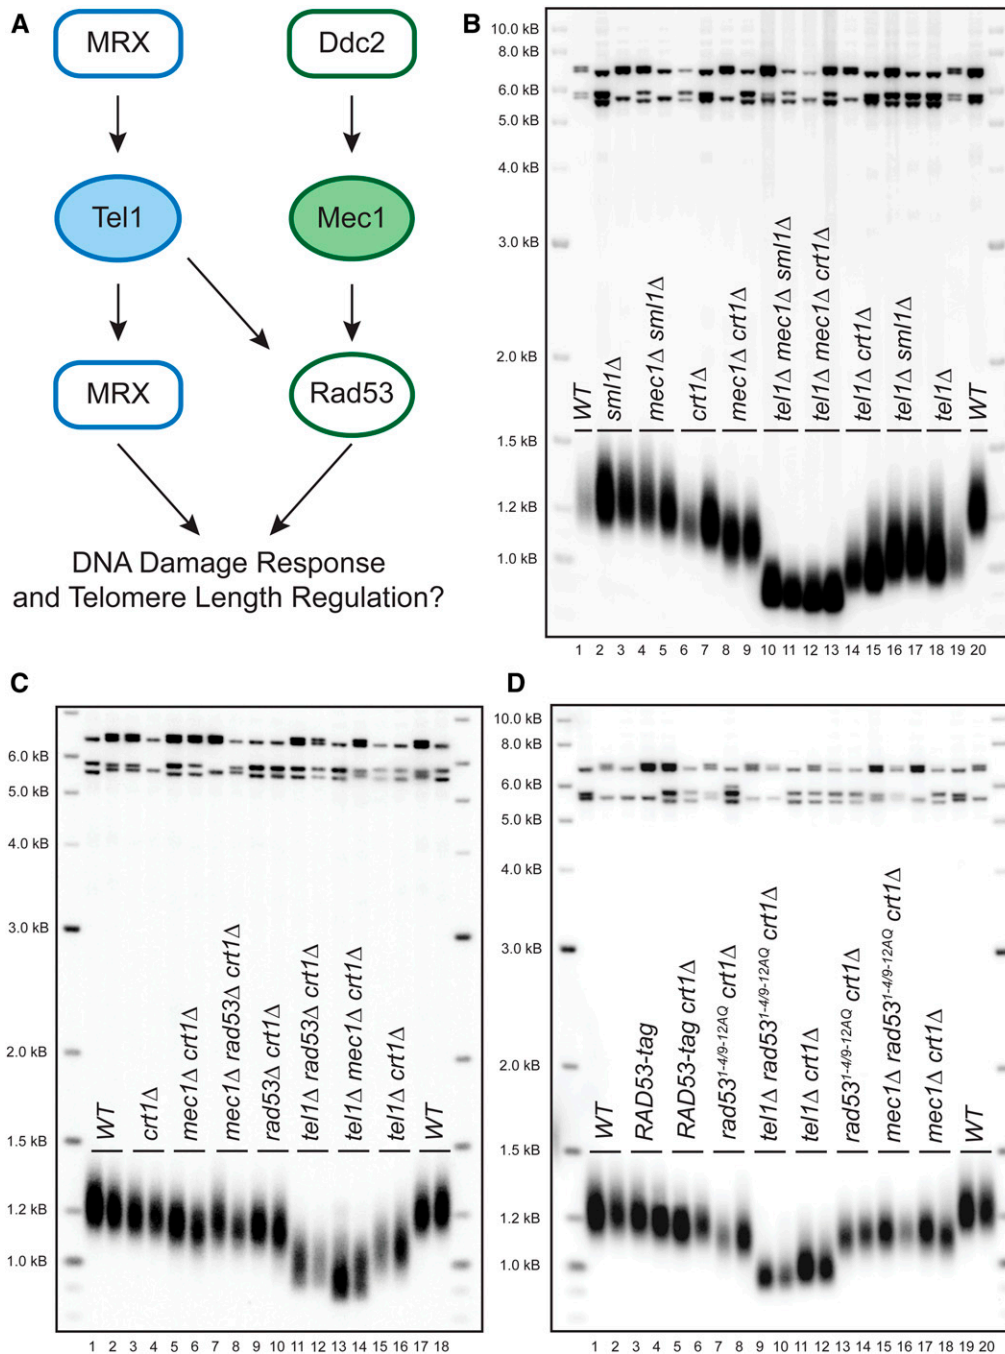 A
MRX
Ddc2
Tel1
Mec1
MRX
Rad53
DNA Damage Response
and Telomere Length Regulation?
B
10.0 kB
8.0 kB
6.0 kB
5.0 kB
4.0 kB
3.0 kB
2.0 kB
1.5 kB
1.2 kB
1.0 kB
WT
sml1Δ
mec1Δ sml1Δ
crt1Δ
mec1Δ crt1Δ
tel1Δ mec1Δ sml1Δ
tel1Δ mec1Δ crt1Δ
tel1Δ crt1Δ
tel1Δ sml1Δ
tel1Δ
WT
1 2 3 4 5 6 7 8 9 10 11 12 13 14 15 16 17 18 19 20
C
6.0 kB
5.0 kB
4.0 kB
3.0 kB
2.0 kB
1.5 kB
1.2 kB
1.0 kB
WT
crt1Δ
mec1Δ crt1Δ
mec1Δ rad53Δ crt1Δ
rad53Δ crt1Δ
tel1Δ rad53Δ crt1Δ
tel1Δ mec1Δ crt1Δ
tel1Δ crt1Δ
WT
1 2 3 4 5 6 7 8 9 10 11 12 13 14 15 16 17 18
D
10.0 kB
8.0 kB
6.0 kB
5.0 kB
4.0 kB
3.0 kB
2.0 kB
1.5 kB
1.2 kB
1.0 kB
WT
RAD53-tag
RAD53-tag crt1Δ
rad53^1-4/9-12AQ crt1Δ
tel1Δ rad53^1-4/9-12AQ crt1Δ
tel1Δ crt1Δ
rad53^1-4/9-12AQ crt1Δ
mec1Δ rad53^1-4/9-12AQ crt1Δ
mec1Δ crt1Δ
WT
1 2 3 4 5 6 7 8 9 10 11 12 13 14 15 16 17 18 19 20